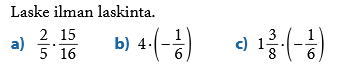 Laske ilman laskinta.
a) 2/5 · 15/16 b) 4 · (−1/6) c) 1 3/8 · (−1/6)